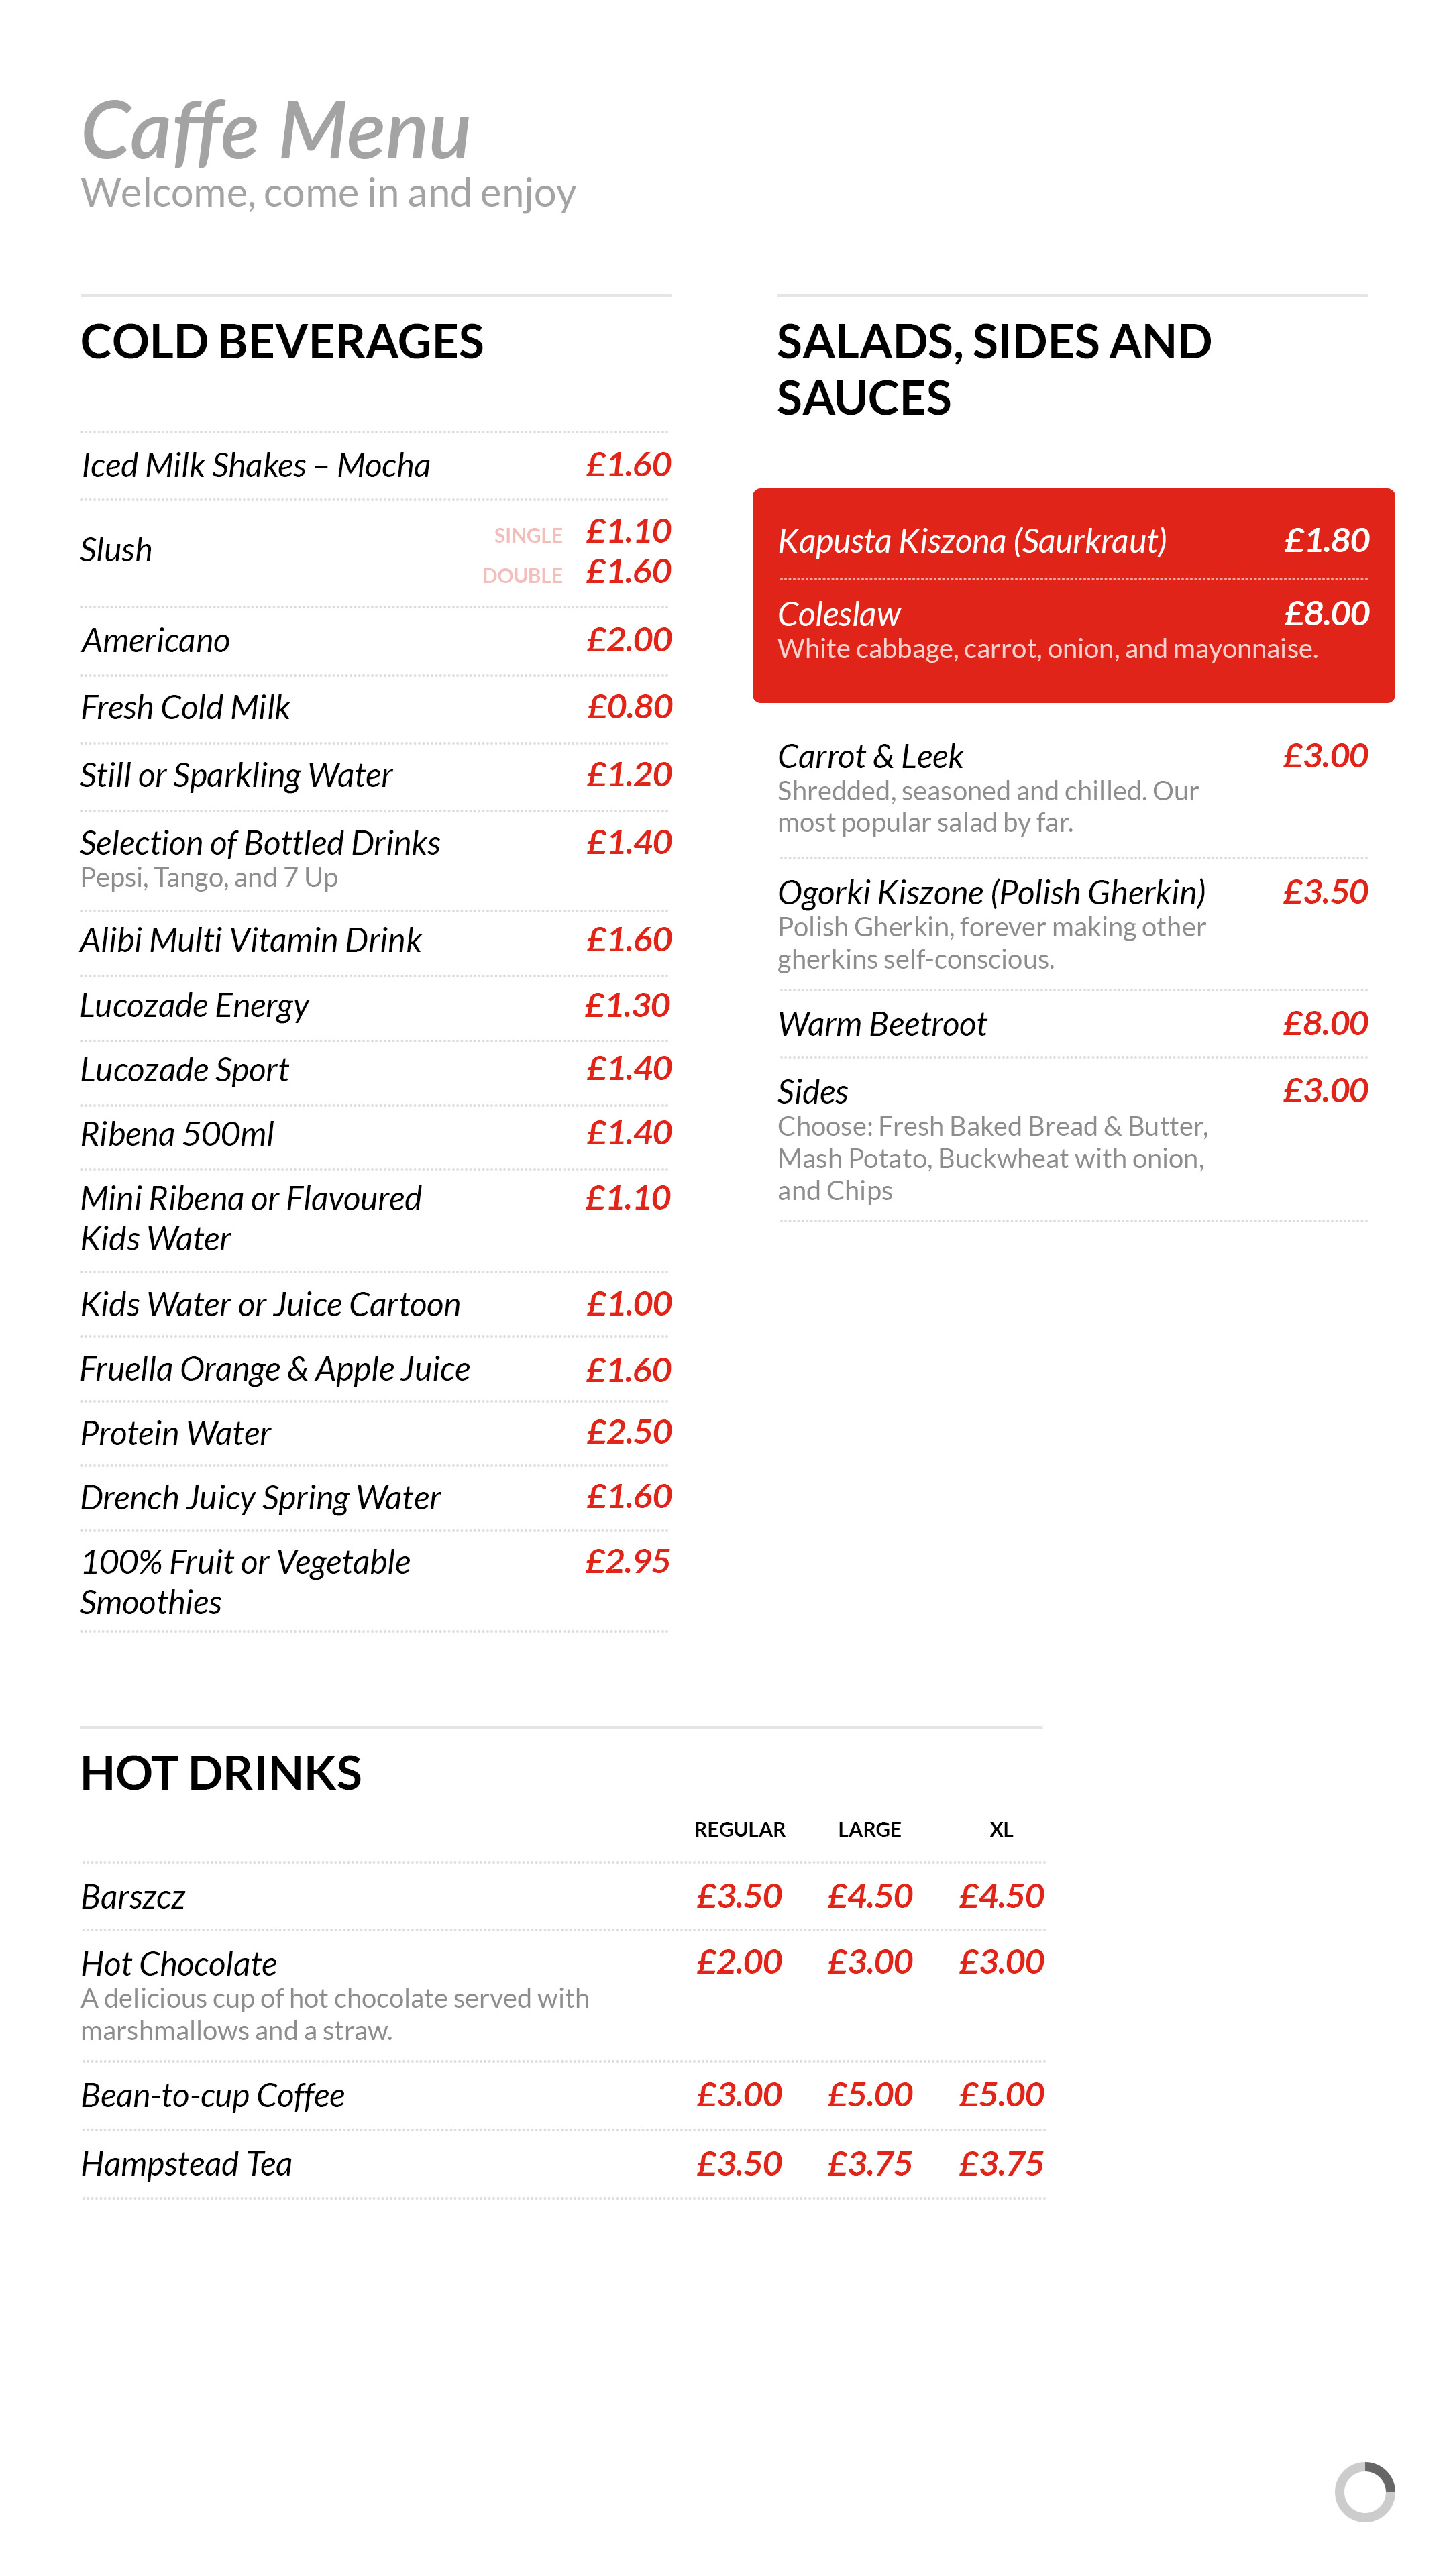 Caffe Menu
Welcome, come in and enjoy
COLD BEVERAGES
Iced Milk Shakes – Mocha £1.60
Slush SINGLE £1.10
DOUBLE £1.60
Americano £2.00
Fresh Cold Milk £0.80
Still or Sparkling Water £1.20
Selection of Bottled Drinks £1.40
Pepsi, Tango, and 7 Up
Alibi Multi Vitamin Drink £1.60
Lucozade Energy £1.30
Lucozade Sport £1.40
Ribena 500ml £1.40
Mini Ribena or Flavoured £1.10
Kids Water
Kids Water or Juice Cartoon £1.00
Fruella Orange & Apple Juice £1.60
Protein Water £2.50
Drench Juicy Spring Water £1.60
100% Fruit or Vegetable £2.95
Smoothies
SALADS, SIDES AND
SAUCES
Kapusta Kiszona (Saurkraut) £1.80
Coleslaw £8.00
White cabbage, carrot, onion, and mayonnaise.
Carrot & Leek £3.00
Shredded, seasoned and chilled. Our
most popular salad by far.
Ogorki Kiszone (Polish Gherkin) £3.50
Polish Gherkin, forever making other
gherkins self-conscious.
Warm Beetroot £8.00
Sides £3.00
Choose: Fresh Baked Bread & Butter,
Mash Potato, Buckwheat with onion,
and Chips
HOT DRINKS
REGULAR LARGE XL
Barszcz £3.50 £4.50 £4.50
Hot Chocolate £2.00 £3.00 £3.00
A delicious cup of hot chocolate served with
marshmallows and a straw.
Bean-to-cup Coffee £3.00 £5.00 £5.00
Hampstead Tea £3.50 £3.75 £3.75